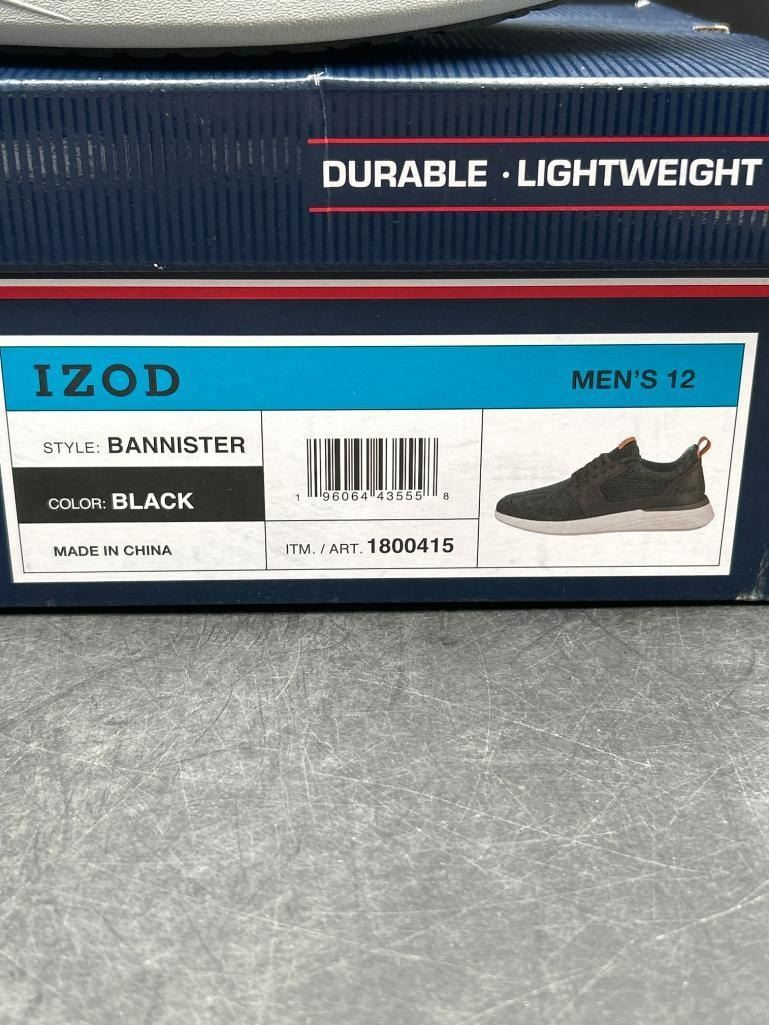 DURABLE · LIGHTWEIGHT
IZOD
MEN'S 12
STYLE: BANNISTER
COLOR: BLACK
MADE IN CHINA
1 96064 43555 8
ITM. / ART. 1800415